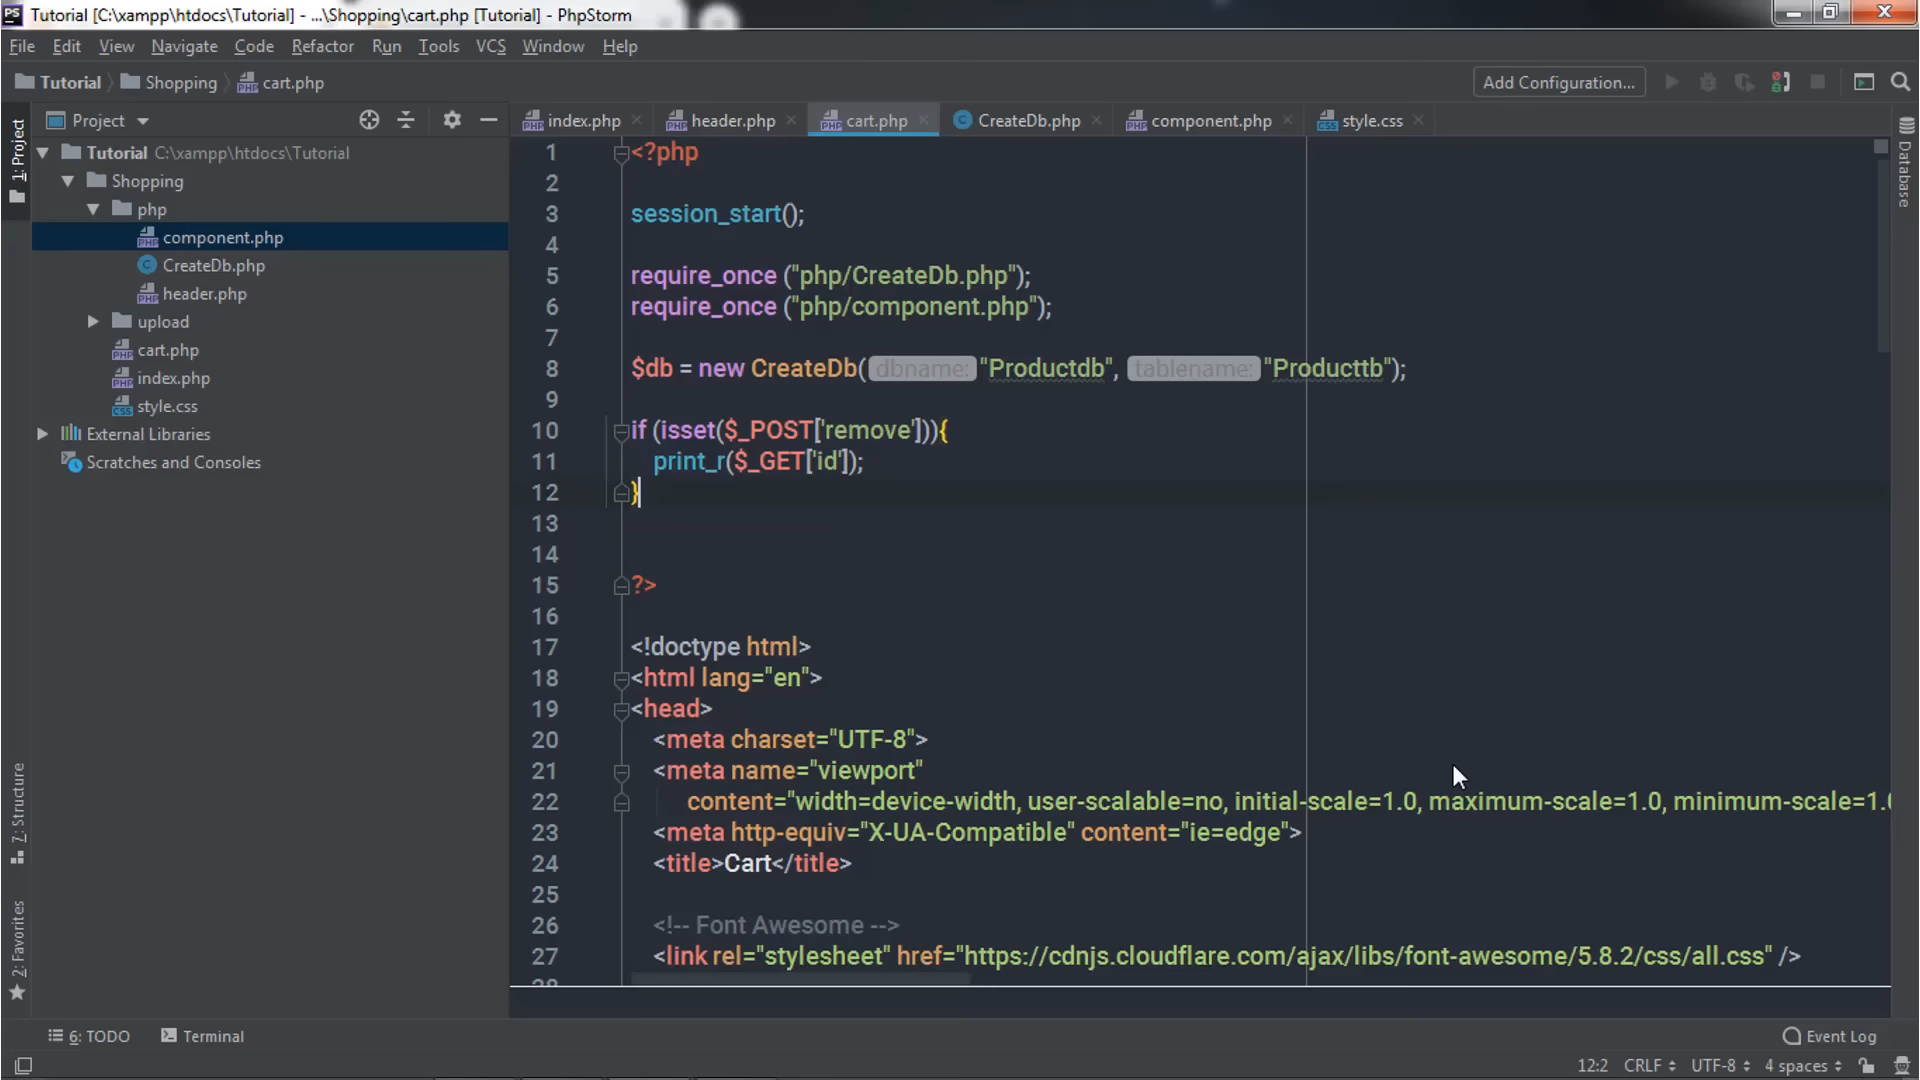 PS Tutorial [C:\xampp\htdocs\Tutorial] - ...\Shopping\cart.php [Tutorial] - PhpStorm
File Edit View Navigate Code Refactor Run Tools VCS Window Help
Tutorial Shopping cart.php Add Configuration...
Project
index.php header.php cart.php CreateDb.php component.php style.css
1: Project
Database
Tutorial C:\xampp\htdocs\Tutorial
Shopping
php
component.php
CreateDb.php
header.php
upload
cart.php
index.php
style.css
External Libraries
Scratches and Consoles
7: Structure
2: Favorites
1 <?php
2
3 session_start();
4
5 require_once ("php/CreateDb.php");
6 require_once ("php/component.php");
7
8 $db = new CreateDb( dbname: "Productdb", tablename: "Producttb");
9
10 if (isset($_POST['remove'])){
11 print_r($_GET['id']);
12 }
13
14
15 ?>
16
17 <!doctype html>
18 <html lang="en">
19 <head>
20 <meta charset="UTF-8">
21 <meta name="viewport"
22 content="width=device-width, user-scalable=no, initial-scale=1.0, maximum-scale=1.0, minimum-scale=1.0
23 <meta http-equiv="X-UA-Compatible" content="ie=edge">
24 <title>Cart</title>
25
26 <!-- Font Awesome -->
27 <link rel="stylesheet" href="https://cdnjs.cloudflare.com/ajax/libs/font-awesome/5.8.2/css/all.css" />
28
6: TODO Terminal Event Log
12:2 CRLF UTF-8 4 spaces